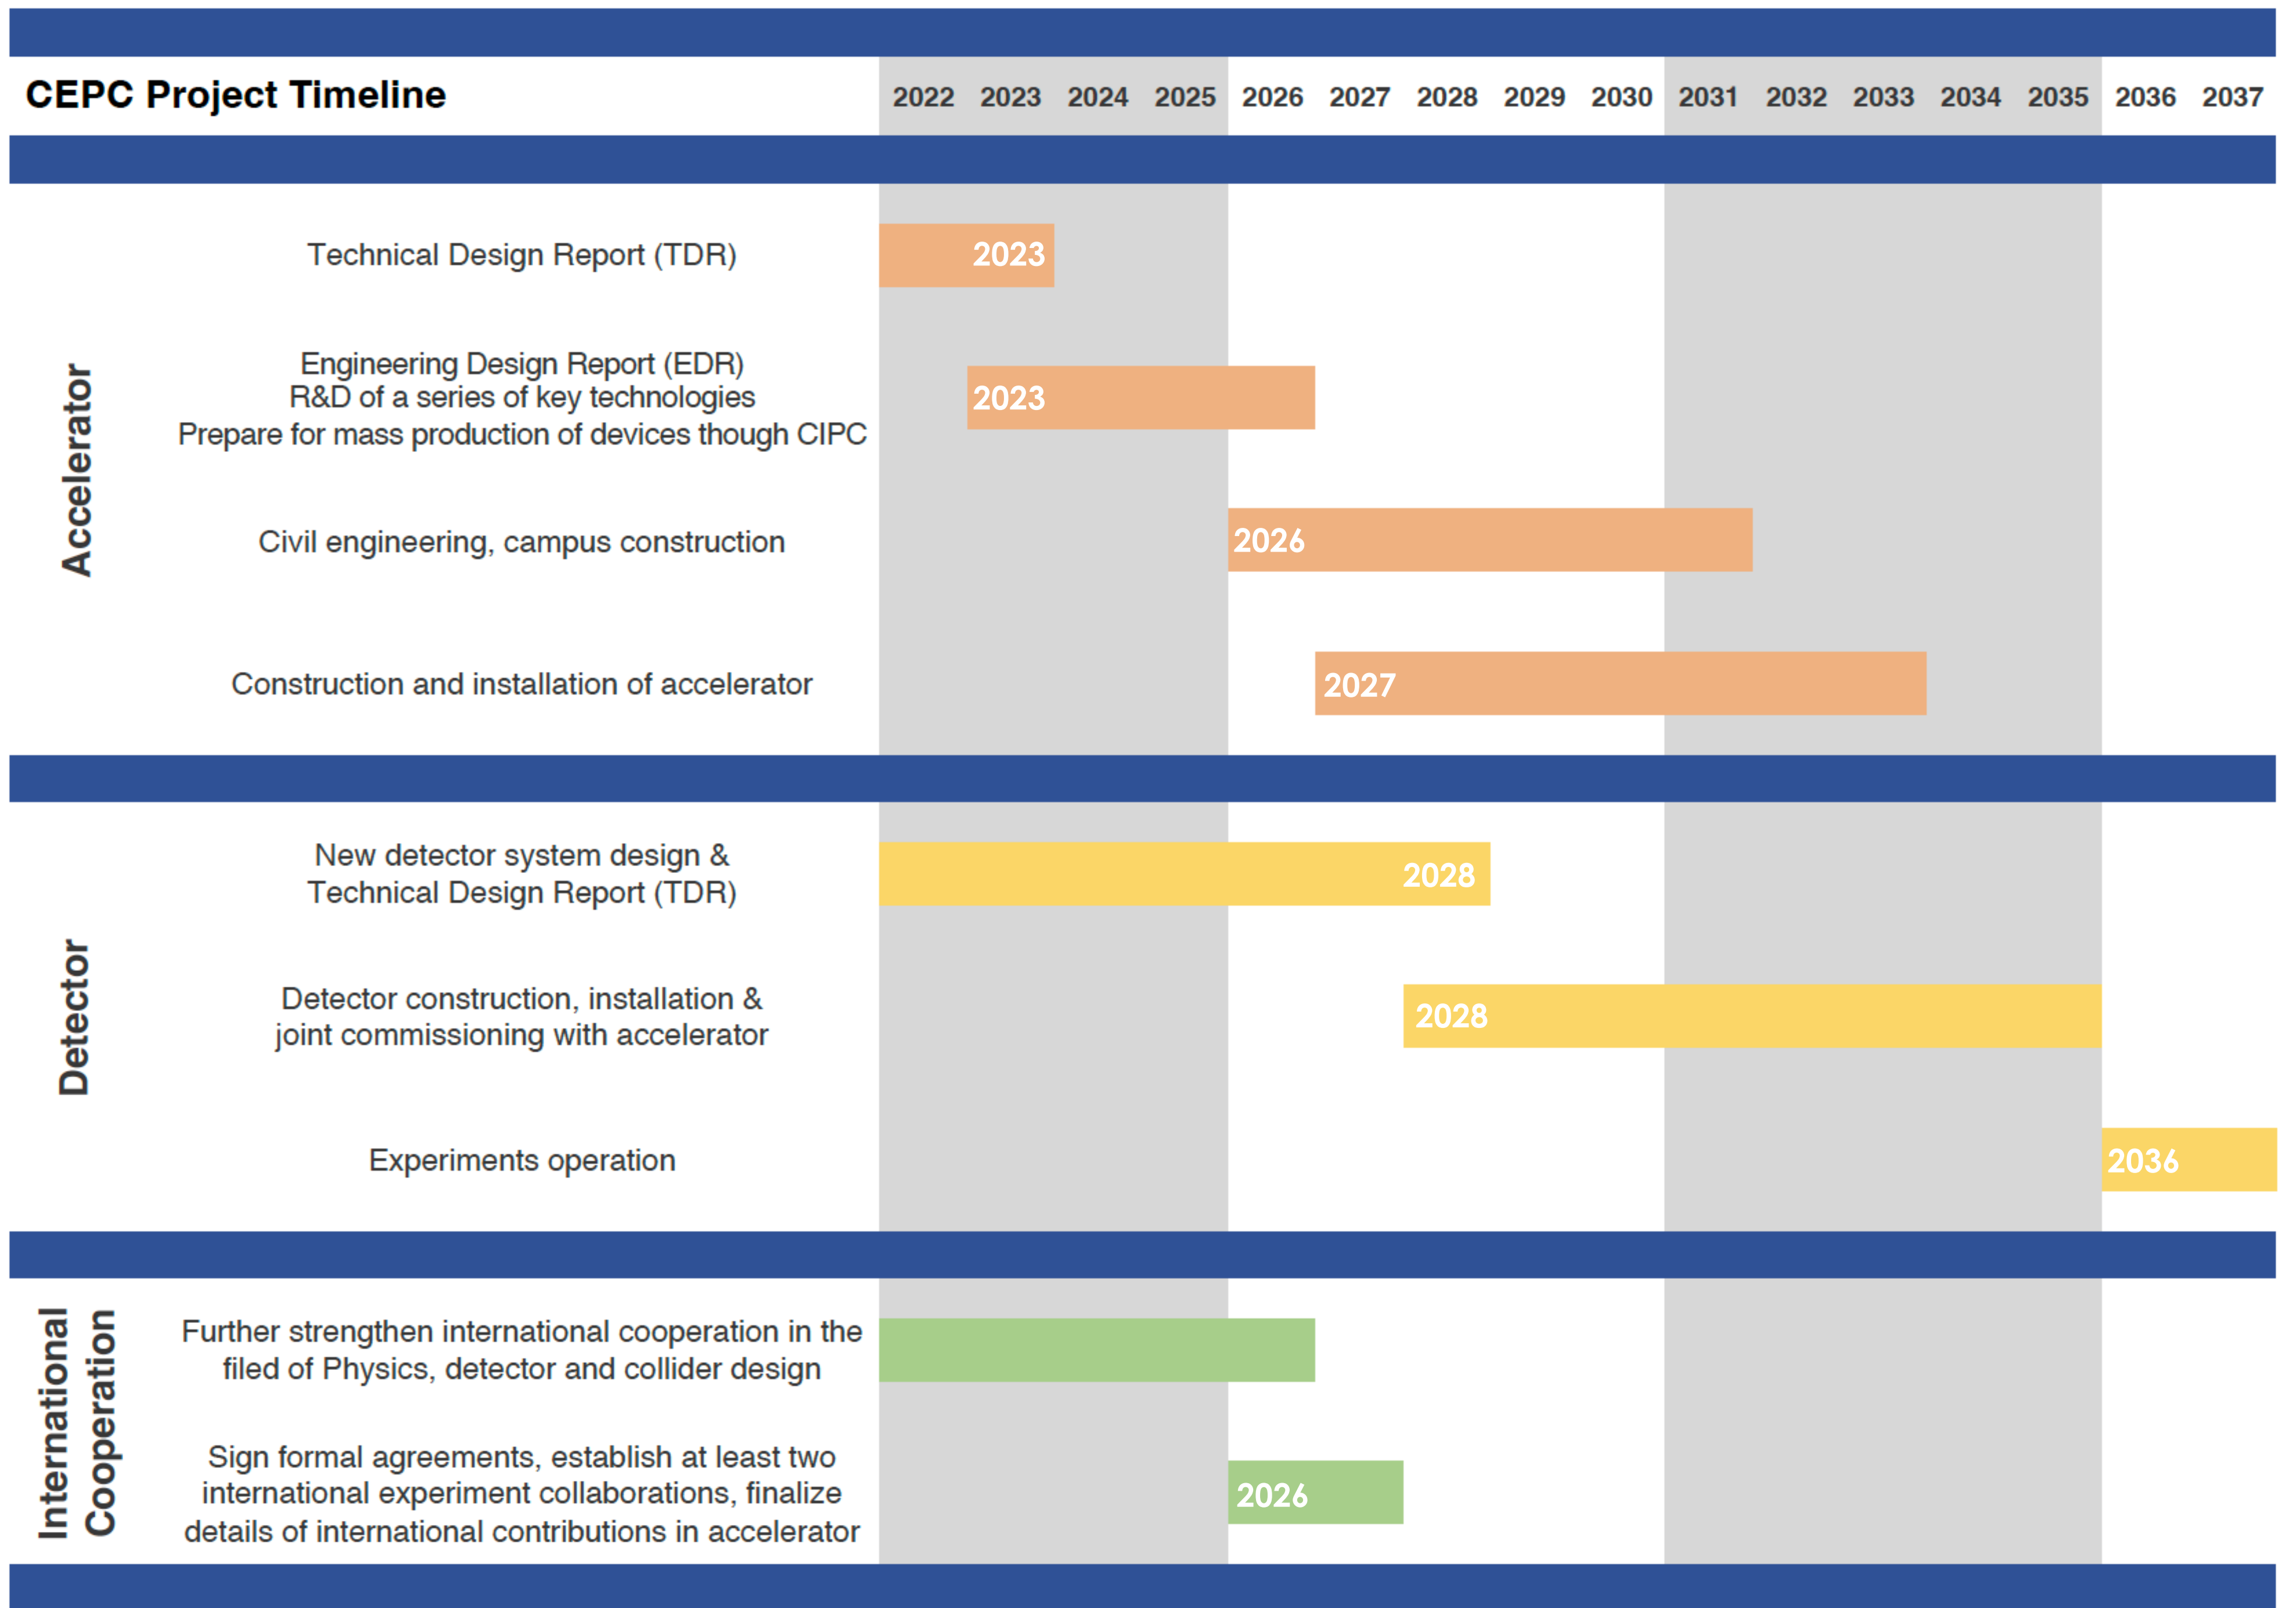 CEPC Project Timeline 2022 2023 2024 2025 2026 2027 2028 2029 2030 2031 2032 2033 2034 2035 2036 2037
Accelerator
Technical Design Report (TDR)
2023
Engineering Design Report (EDR)
R&D of a series of key technologies
Prepare for mass production of devices though CIPC
2023
Civil engineering, campus construction
2026
Construction and installation of accelerator
2027
Detector
New detector system design &
Technical Design Report (TDR)
2028
Detector construction, installation &
joint commissioning with accelerator
2028
Experiments operation
2036
International
Cooperation
Further strengthen international cooperation in the
filed of Physics, detector and collider design
Sign formal agreements, establish at least two
international experiment collaborations, finalize
details of international contributions in accelerator
2026